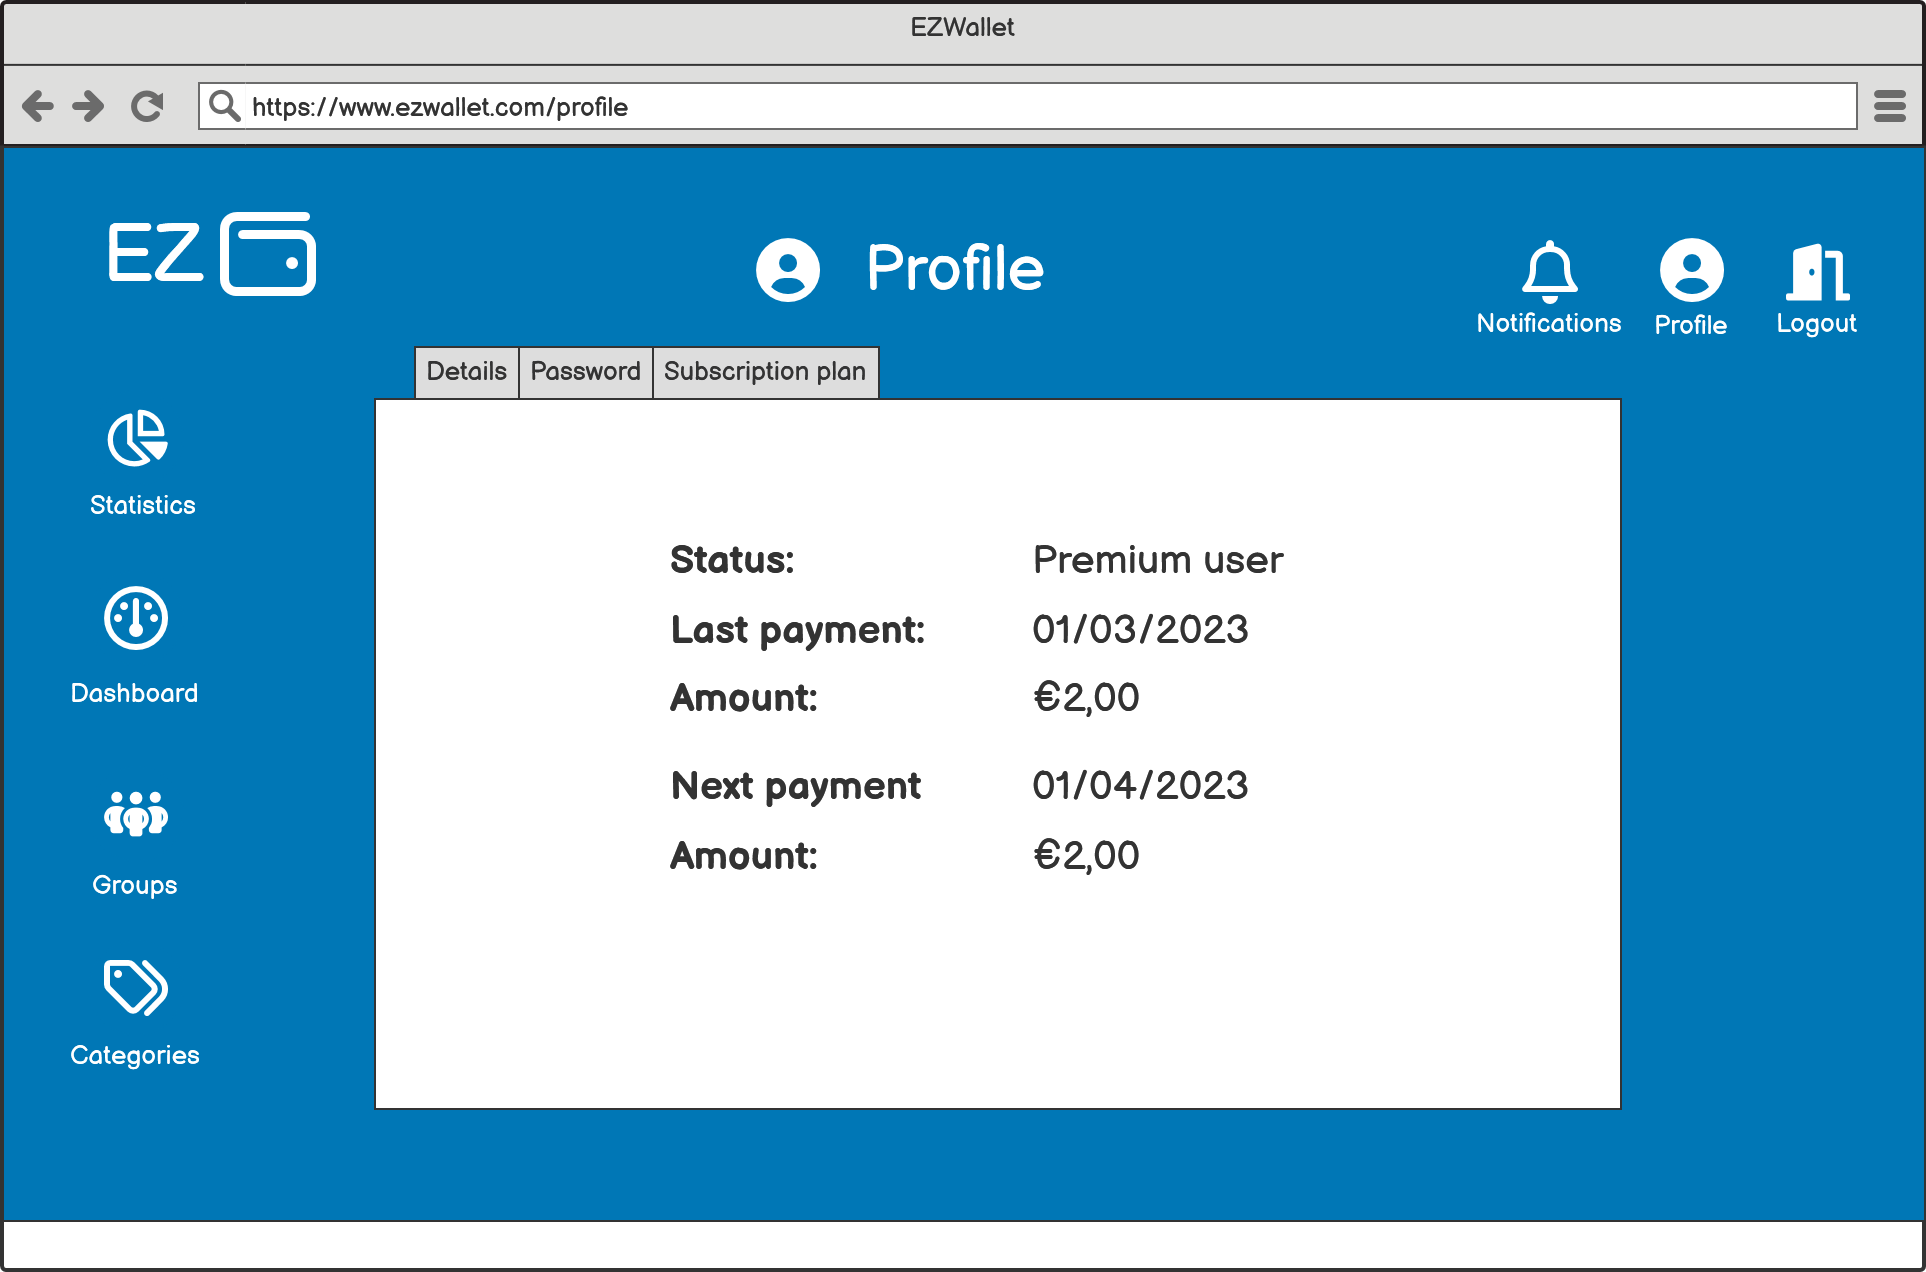 EZWallet
https://www.ezwallet.com/profile
EZ
Profile
Notifications
Profile
Logout
Details
Password
Subscription plan
Statistics
Dashboard
Groups
Categories
Status: Premium user
Last payment: 01/03/2023
Amount: €2,00
Next payment 01/04/2023
Amount: €2,00